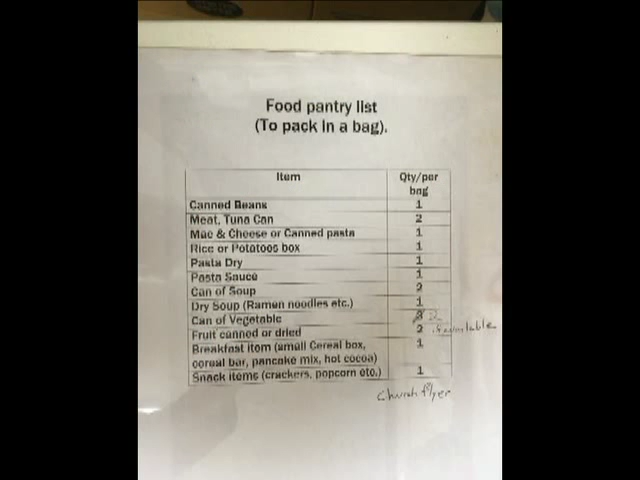 Food pantry list
(To pack in a bag).
Item Qty/per bag
Canned Beans 1
Meat, Tuna Can 2
Mac & Cheese or Canned pasta 1
Rice or Potatoes box 1
Pasta Dry 1
Pasta Sauce 1
Can of Soup 2
Dry Soup (Ramen noodles etc.) 1
Can of Vegetable 2
Fruit canned or dried 2 if available
Breakfast item (small Cereal box, 1
cereal bar, pancake mix, hot cocoa)
Snack items (crackers, popcorn etc.) 1
Church flyer